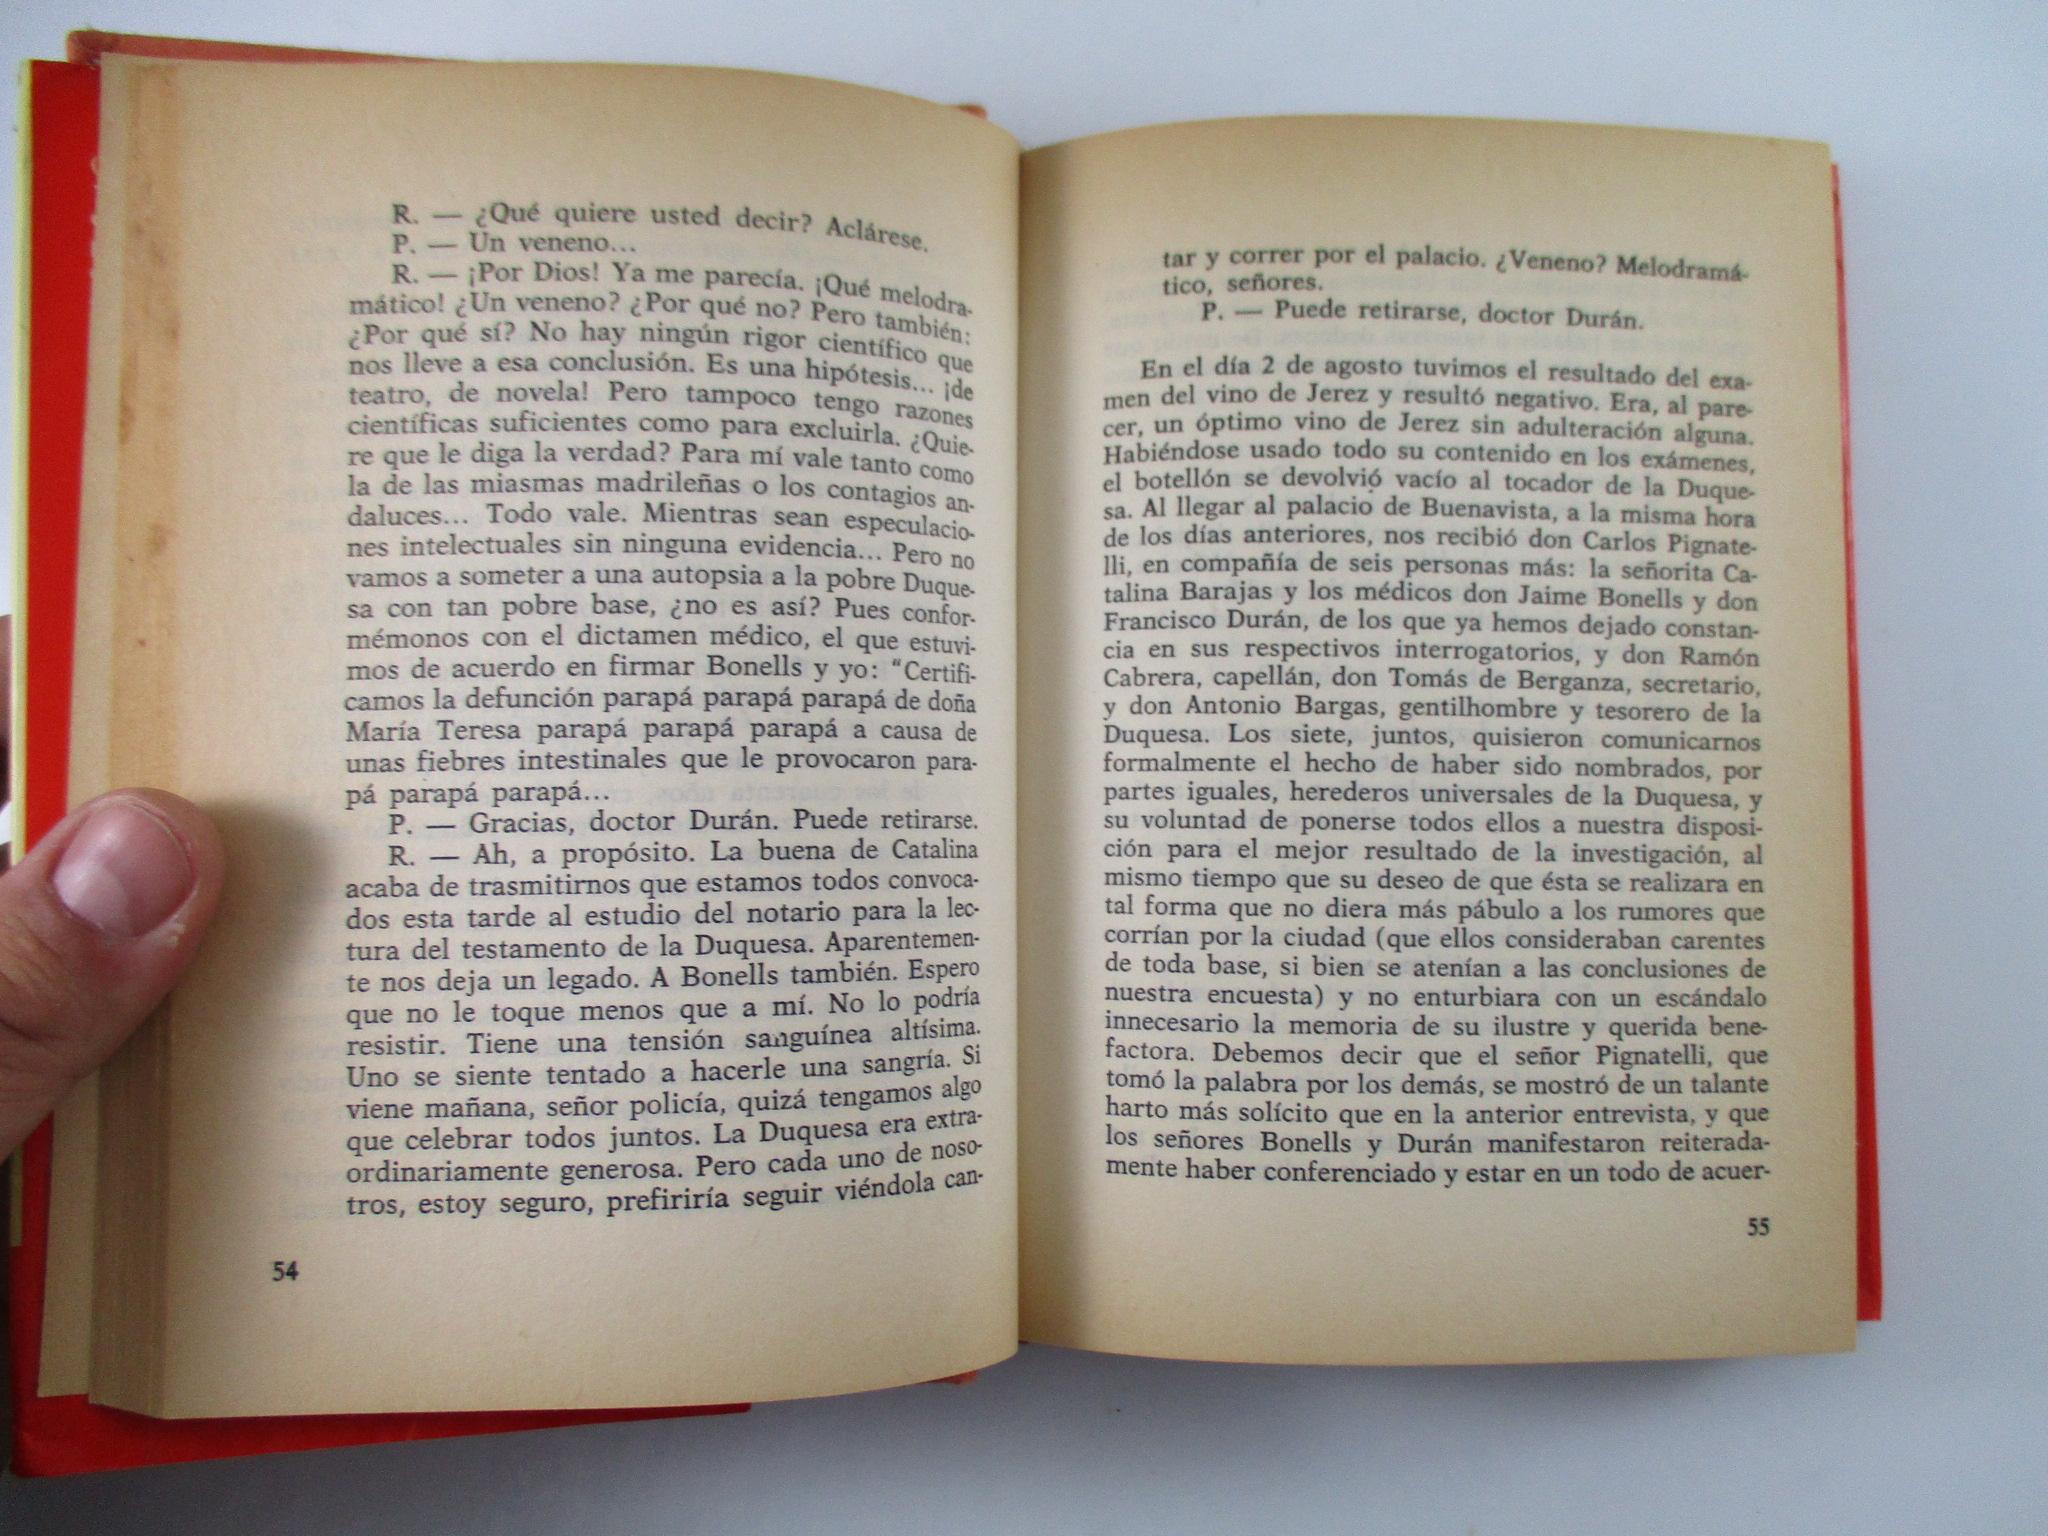 R. — ¿Qué quiere usted decir? Aclárese.
P. — Un veneno...
R. — ¡Por Dios! Ya me parecía. ¡Qué melodra-
mático! ¿Un veneno? ¿Por qué no? Pero también:
¿Por qué sí? No hay ningún rigor científico que
nos lleve a esa conclusión. Es una hipótesis... ¡de
teatro, de novela! Pero tampoco tengo razones
científicas suficientes como para excluirla. ¿Quie-
re que le diga la verdad? Para mí vale tanto como
la de las miasmas madrileñas o los contagios an-
daluces... Todo vale. Mientras sean especulacio-
nes intelectuales sin ninguna evidencia... Pero no
vamos a someter a una autopsia a la pobre Duque-
sa con tan pobre base, ¿no es así? Pues confor-
mémonos con el dictamen médico, el que estuvi-
mos de acuerdo en firmar Bonells y yo: "Certifi-
camos la defunción parapá parapá parapá de doña
María Teresa parapá parapá parapá a causa de
unas fiebres intestinales que le provocaron para-
pá parapá parapá...
P. — Gracias, doctor Durán. Puede retirarse.
R. — Ah, a propósito. La buena de Catalina
acaba de trasmitirnos que estamos todos convoca-
dos esta tarde al estudio del notario para la lec-
tura del testamento de la Duquesa. Aparentemen-
te nos deja un legado. A Bonells también. Espero
que no le toque menos que a mí. No lo podría
resistir. Tiene una tensión sanguínea altísima.
Uno se siente tentado a hacerle una sangría. Si
viene mañana, señor policía, quizá tengamos algo
que celebrar todos juntos. La Duquesa era extra-
ordinariamente generosa. Pero cada uno de noso-
tros, estoy seguro, prefiriría seguir viéndola can-
54
tar y correr por el palacio. ¿Veneno? Melodramá-
tico, señores.
P. — Puede retirarse, doctor Durán.
En el día 2 de agosto tuvimos el resultado del exa-
men del vino de Jerez y resultó negativo. Era, al pare-
cer, un óptimo vino de Jerez sin adulteración alguna.
Habiéndose usado todo su contenido en los exámenes,
el botellón se devolvió vacío al tocador de la Duque-
sa. Al llegar al palacio de Buenavista, a la misma hora
de los días anteriores, nos recibió don Carlos Pignate-
lli, en compañía de seis personas más: la señorita Ca-
talina Barajas y los médicos don Jaime Bonells y don
Francisco Durán, de los que ya hemos dejado constan-
cia en sus respectivos interrogatorios, y don Ramón
Cabrera, capellán, don Tomás de Berganza, secretario,
y don Antonio Bargas, gentilhombre y tesorero de la
Duquesa. Los siete, juntos, quisieron comunicarnos
formalmente el hecho de haber sido nombrados, por
partes iguales, herederos universales de la Duquesa, y
su voluntad de ponerse todos ellos a nuestra disposi-
ción para el mejor resultado de la investigación, al
mismo tiempo que su deseo de que ésta se realizara en
tal forma que no diera más pábulo a los rumores que
corrían por la ciudad (que ellos consideraban carentes
de toda base, si bien se atenían a las conclusiones de
nuestra encuesta) y no enturbiara con un escándalo
innecesario la memoria de su ilustre y querida bene-
factora. Debemos decir que el señor Pignatelli, que
tomó la palabra por los demás, se mostró de un talante
harto más solícito que en la anterior entrevista, y que
los señores Bonells y Durán manifestaron reiterada-
mente haber conferenciado y estar en un todo de acuer-
55